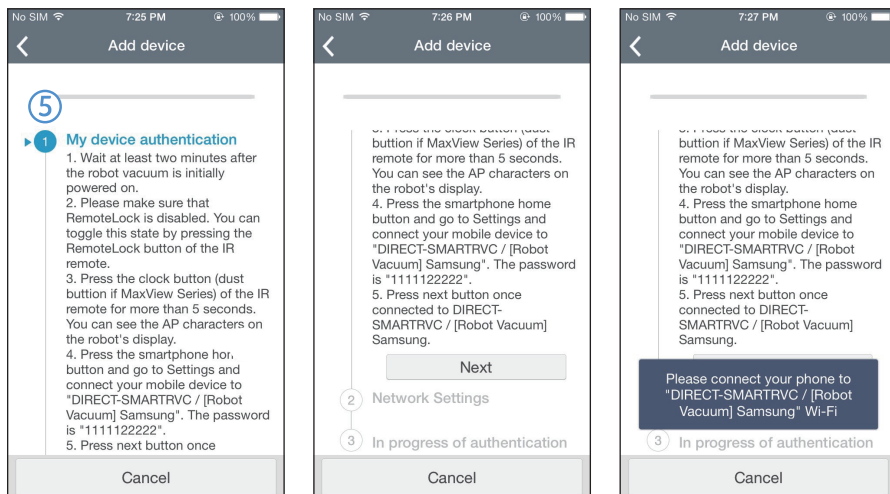 No SIM 7:25 PM 100%
Add device
5
1 My device authentication
1. Wait at least two minutes after
the robot vacuum is initially
powered on.
2. Please make sure that
RemoteLock is disabled. You can
toggle this state by pressing the
RemoteLock button of the IR
remote.
3. Press the clock button (dust
buttion if MaxView Series) of the IR
remote for more than 5 seconds.
You can see the AP characters on
the robot's display.
4. Press the smartphone
button and go to Settings and
connect your mobile device to
"DIRECT-SMARTRVC / [Robot
Vacuum] Samsung". The password
is "1111122222".
5. Press next button once
Cancel
No SIM 7:26 PM 100%
Add device
3. Press the clock button (dust
buttion if MaxView Series) of the IR
remote for more than 5 seconds.
You can see the AP characters on
the robot's display.
4. Press the smartphone home
button and go to Settings and
connect your mobile device to
"DIRECT-SMARTRVC / [Robot
Vacuum] Samsung". The password
is "1111122222".
5. Press next button once
connected to DIRECT-
SMARTRVC / [Robot Vacuum]
Samsung.
Next
2 Network Settings
3 In progress of authentication
Cancel
No SIM 7:27 PM 100%
Add device
3. Press the clock button (dust
buttion if MaxView Series) of the IR
remote for more than 5 seconds.
You can see the AP characters on
the robot's display.
4. Press the smartphone home
button and go to Settings and
connect your mobile device to
"DIRECT-SMARTRVC / [Robot
Vacuum] Samsung". The password
is "1111122222".
5. Press next button once
connected to DIRECT-
SMARTRVC / [Robot Vacuum]
Samsung.
Please connect your phone to
"DIRECT-SMARTRVC / [Robot
Vacuum] Samsung" Wi-Fi
3 In progress of authentication
Cancel